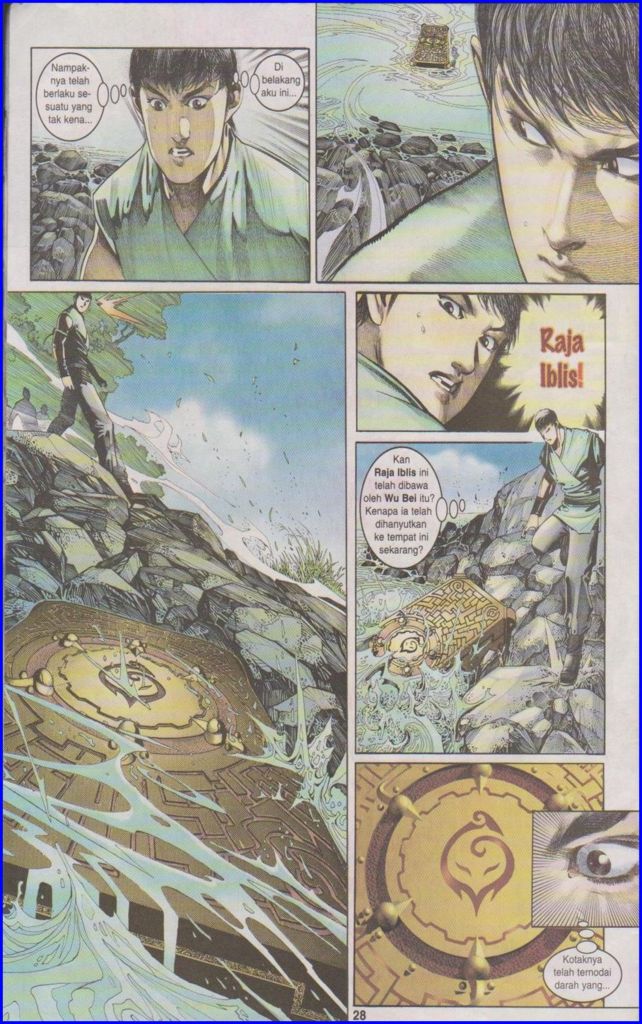 Nampak-
nya telah
berlaku se-
suatu yang
tak kena...
Di
belakang
aku ini...
Raja
Iblis!
Kan
Raja Iblis ini
telah dibawa
oleh Wu Bei itu?
Kenapa ia telah
dihanyutkan
ke tempat ini
sekarang?
Kotaknya
telah ternodai
darah yang...
28